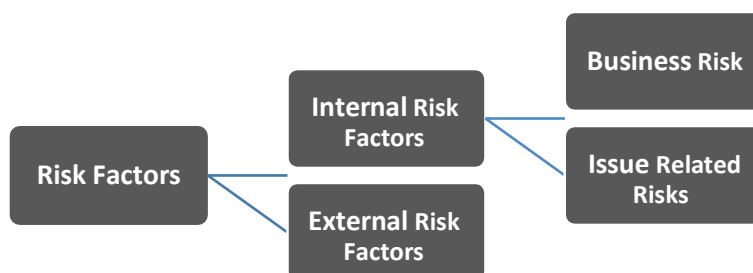 Risk Factors
Internal Risk
Factors
External Risk
Factors
Business Risk
Issue Related
Risks